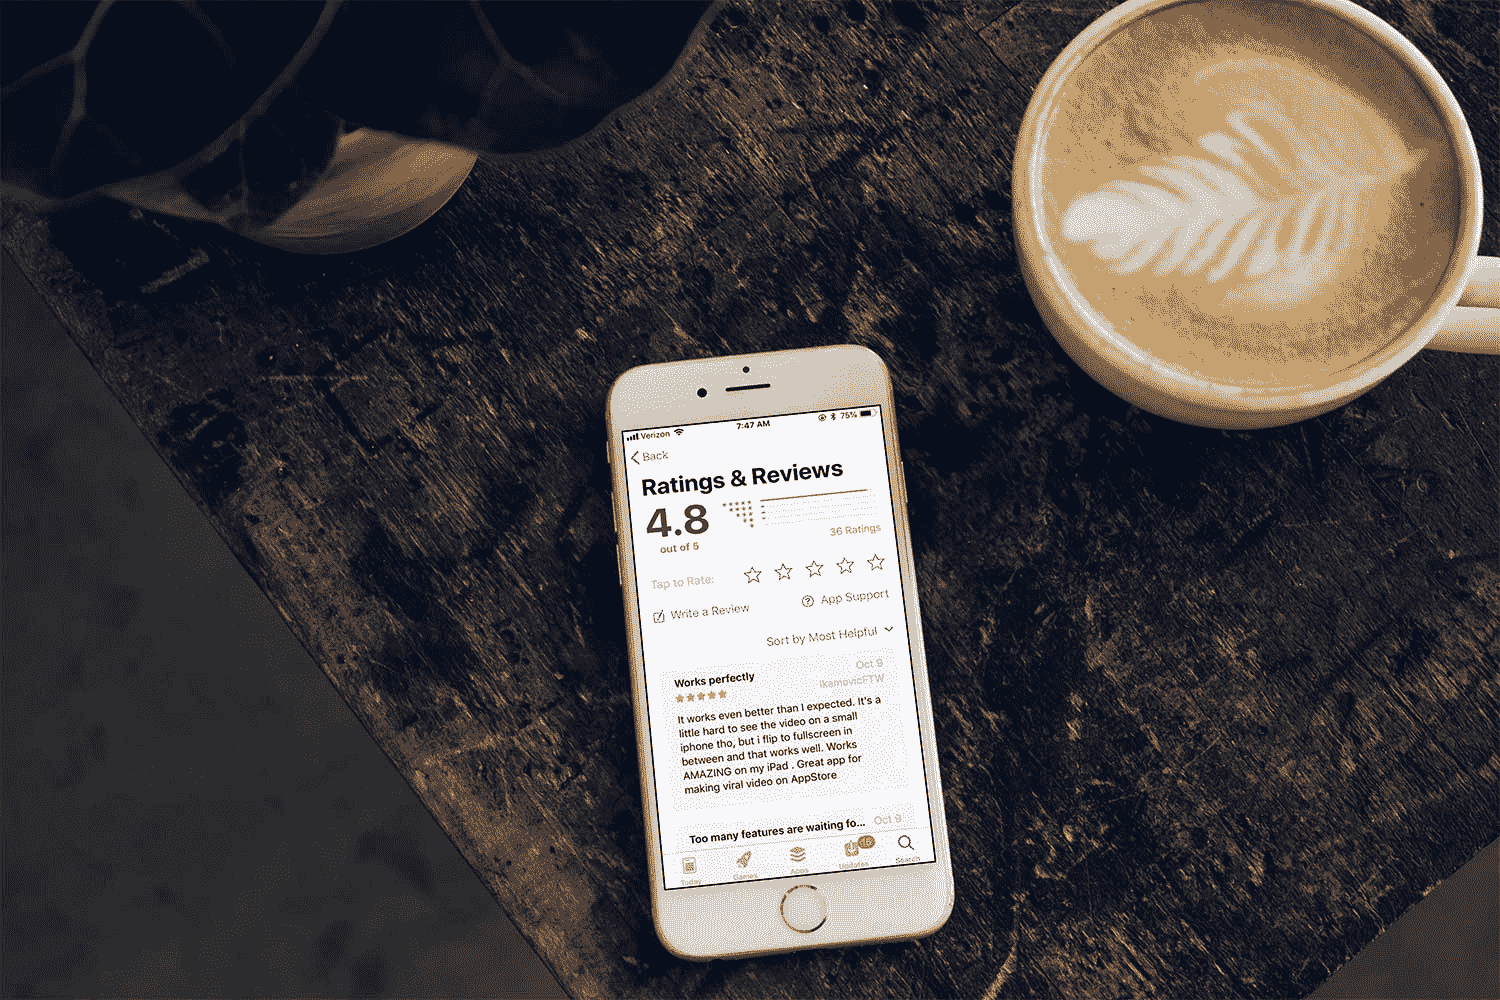 Verizon 7:47 AM 75%
Back
Ratings & Reviews
4.8
out of 5
36 Ratings
Tap to Rate:
Write a Review
App Support
Sort by Most Helpful
Works perfectly
Oct 9
IkamovicFTW
It works even better than I expected. It's a
little hard to see the video on a small
iphone tho, but i flip to fullscreen in
between and that works well. Works
AMAZING on my iPad . Great app for
making viral video on AppStore
Too many features are waiting fo...
Oct 9
Today Games Apps Updates Search